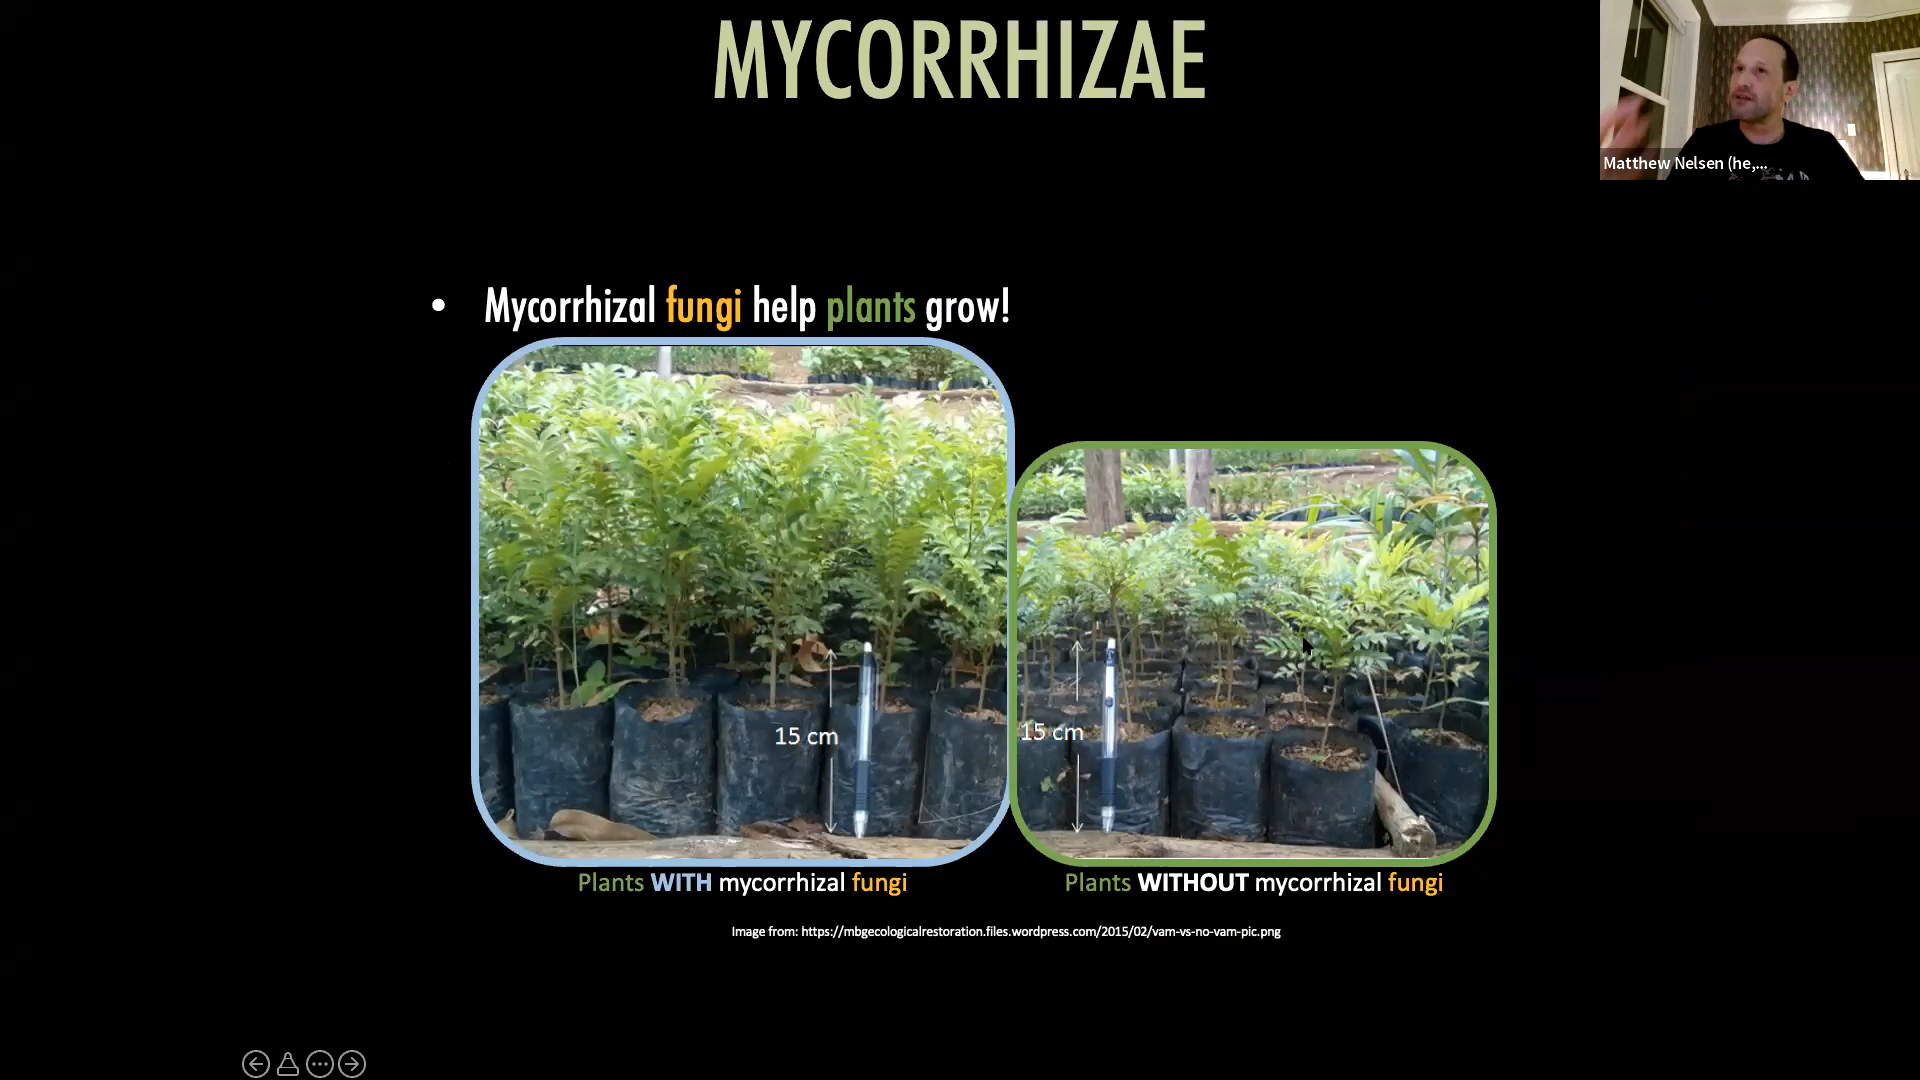 MYCORRHIZAE
Matthew Nelsen (he,...
• Mycorrhizal fungi help plants grow!
15 cm
15 cm
Plants WITH mycorrhizal fungi
Plants WITHOUT mycorrhizal fungi
Image from: https://mbgecologicalrestoration.files.wordpress.com/2015/02/vam-vs-no-vam-pic.png